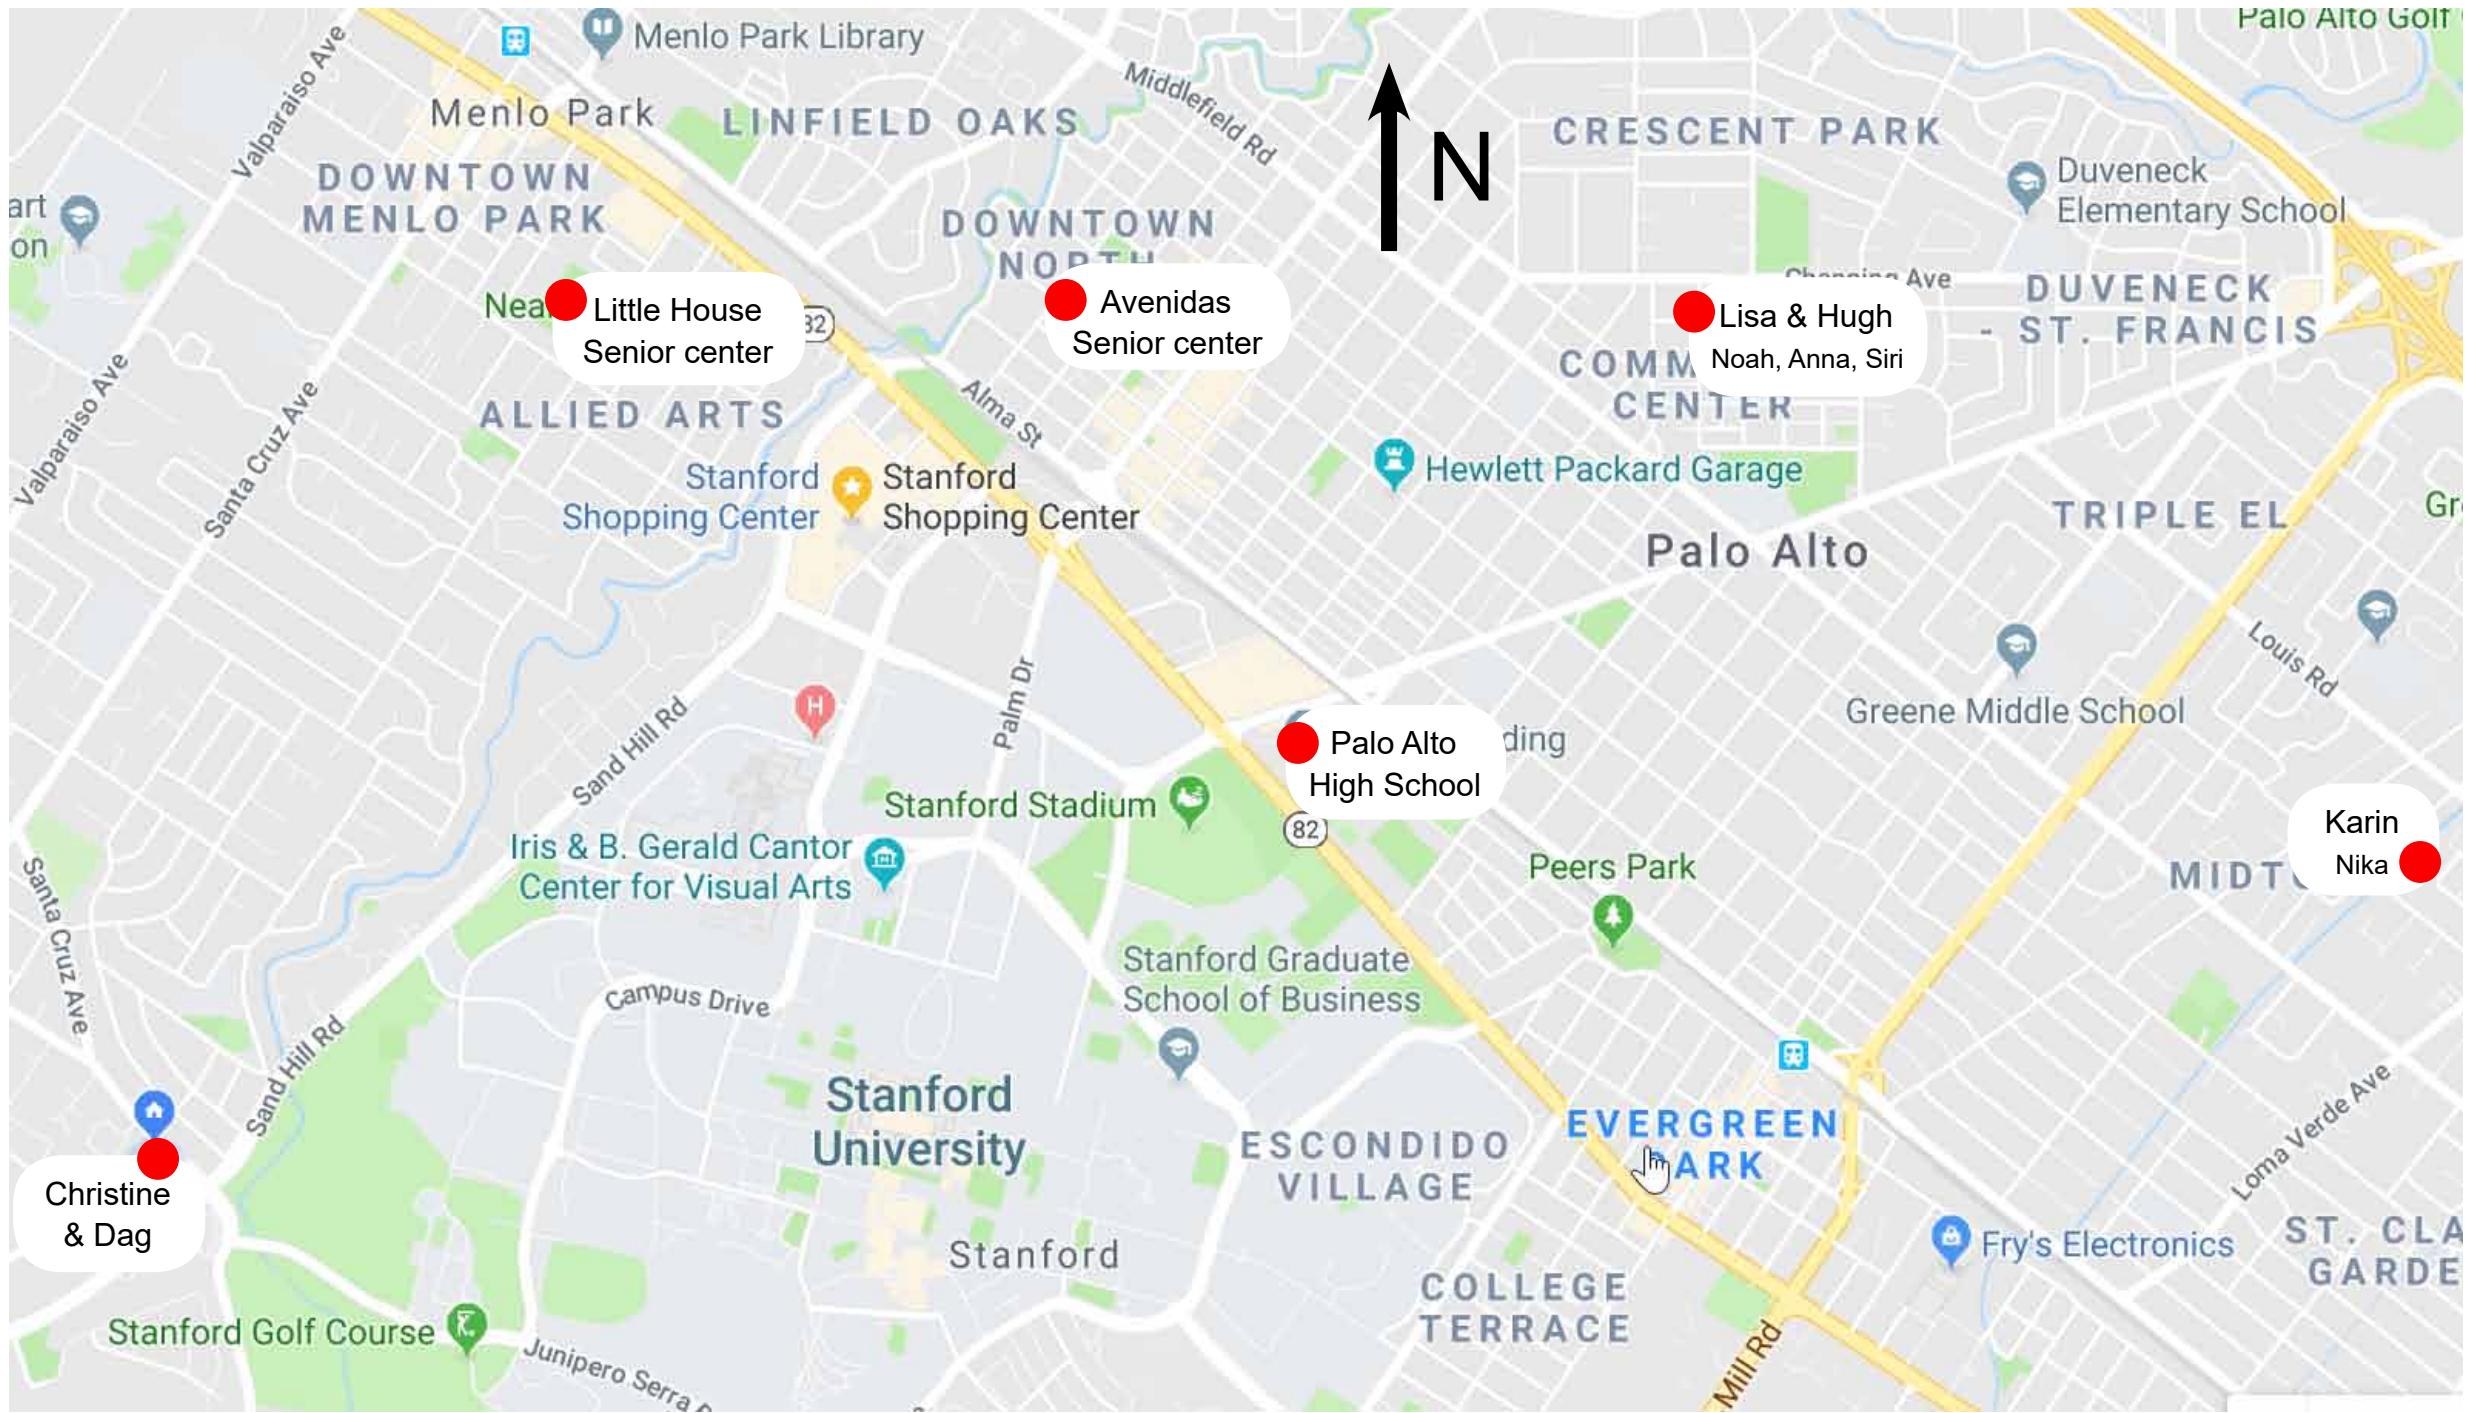 Palo Alto Golf
Menlo Park Library
Valparaiso Ave
Middlefield Rd
Menlo Park
LINFIELD OAKS
N
CRESCENT PARK
DOWNTOWN
MENLO PARK
art
on
DOWNTOWN
NORTH
Duveneck
Elementary School
Channing Ave
DUVENECK
- ST. FRANCIS
Nea
Little House
Senior center
82
Avenidas
Senior center
Lisa & Hugh
Noah, Anna, Siri
COMM
CENTER
Valparaiso Ave
Santa Cruz Ave
ALLIED ARTS
Alma St
Stanford
Shopping Center
Stanford
Shopping Center
Hewlett Packard Garage
TRIPLE EL
Gr
Palo Alto
Louis Rd
Palm Dr
H
Sand Hill Rd
Greene Middle School
Palo Alto
High School
ding
Stanford Stadium
82
Karin
Nika
Iris & B. Gerald Cantor
Center for Visual Arts
Peers Park
MIDT
Santa Cruz Ave
Stanford Graduate
School of Business
Campus Drive
Sand Hill Rd
Stanford
University
EVERGREEN
PARK
ESCONDIDO
VILLAGE
Loma Verde Ave
Christine
& Dag
Stanford
Fry's Electronics
ST. CLA
GARDE
COLLEGE
TERRACE
Stanford Golf Course
Junipero Serra
Mill Rd